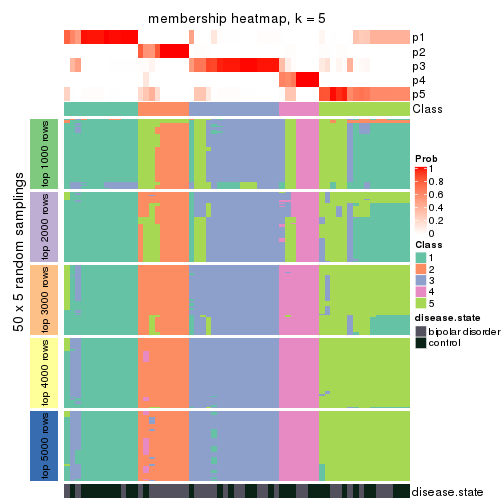 membership heatmap, k = 5
p1
p2
p3
p4
p5
Class
50 x 5 random samplings
top 1000 rows
top 2000 rows
top 3000 rows
top 4000 rows
top 5000 rows
disease.state
Prob
1
0.8
0.6
0.4
0.2
0
Class
1
2
3
4
5
disease.state
bipolar disorder
control